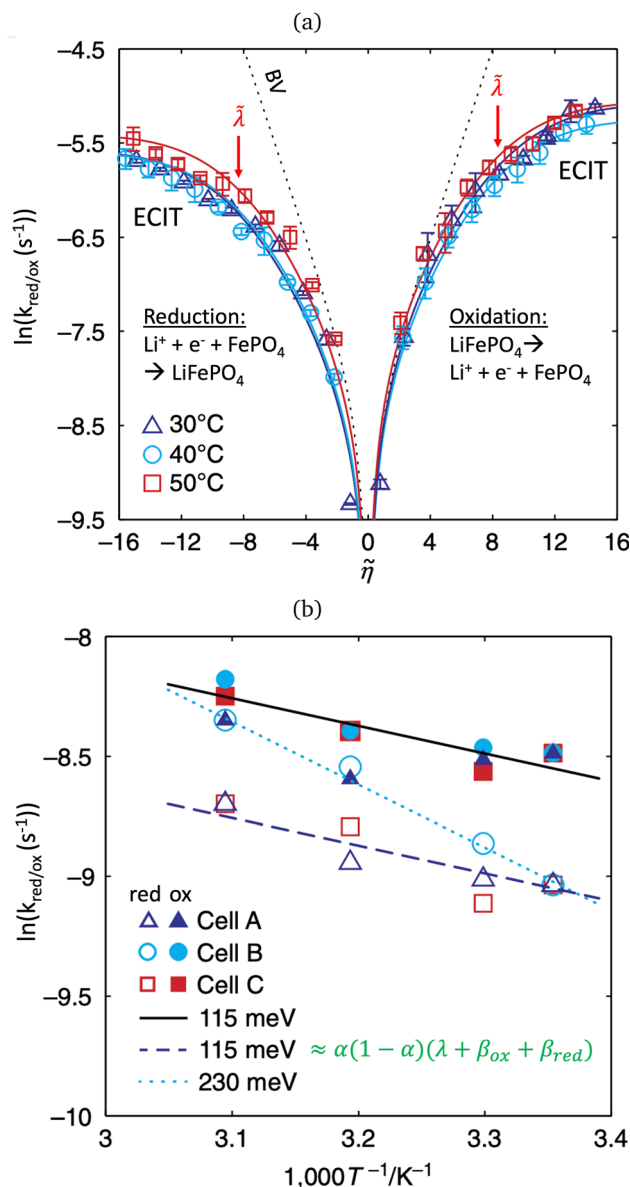 (a)
-4.5
-5.5
-6.5
-7.5
-8.5
-9.5
ln(k_red/ox (s⁻¹))
BV
λ̃
λ̃
ECIT
ECIT
Reduction:
Li⁺ + e⁻ + FePO₄
→ LiFePO₄
Oxidation:
LiFePO₄→
Li⁺ + e⁻ + FePO₄
30°C
40°C
50°C
-16 -12 -8 -4 0 4 8 12 16
η̃
(b)
-8
-8.5
-9
-9.5
-10
ln(k_red/ox (s⁻¹))
red ox
Cell A
Cell B
Cell C
115 meV
115 meV ≈ α(1 − α)(λ + β_ox + β_red)
230 meV
3 3.1 3.2 3.3 3.4
1,000T⁻¹/K⁻¹